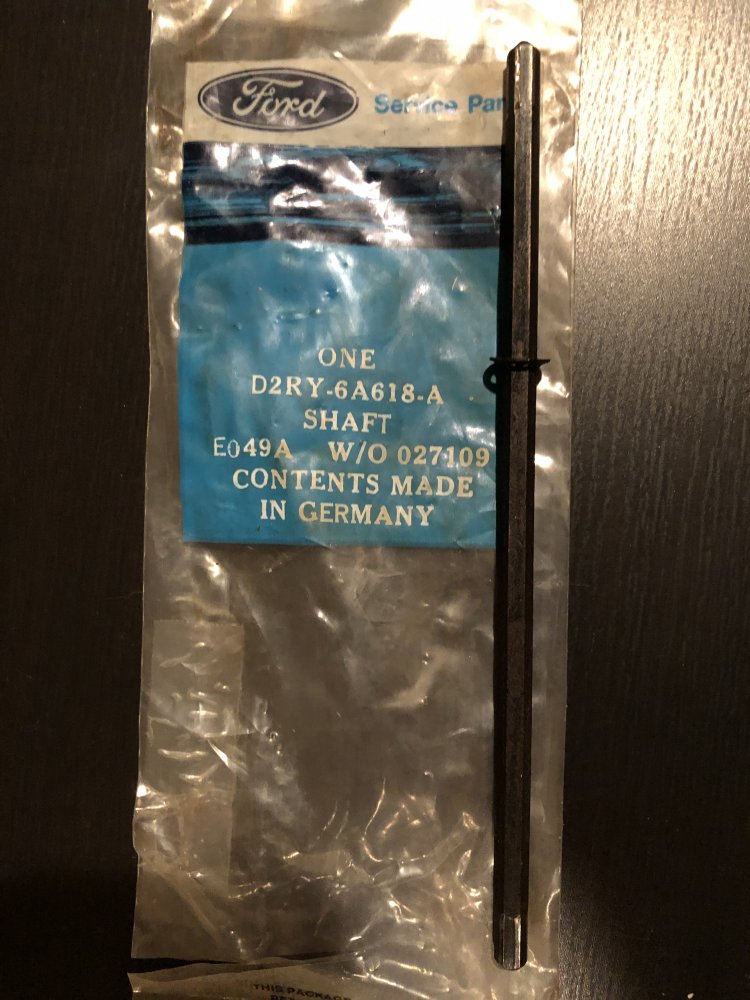 Ford Service Par
ONE
D2RY-6A618-A
SHAFT
E049A W/O 027109
CONTENTS MADE
IN GERMANY
THIS PACKAGE